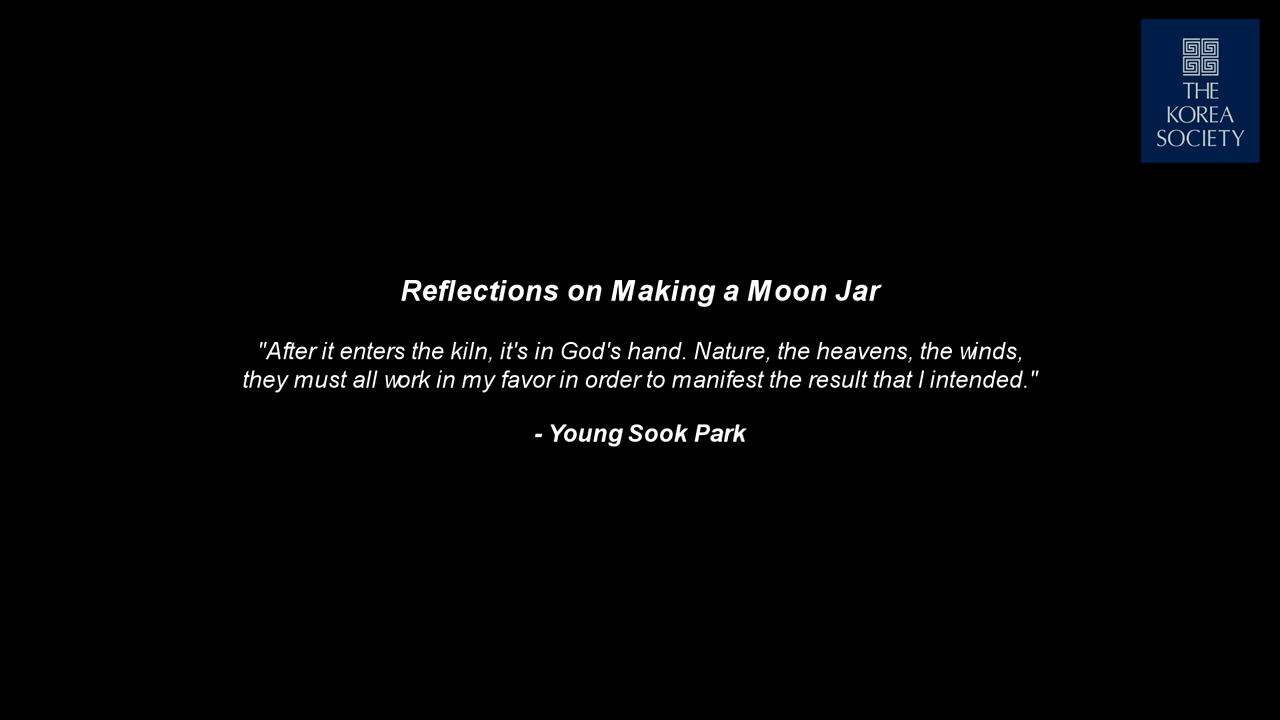 THE
KOREA
SOCIETY
Reflections on Making a Moon Jar
"After it enters the kiln, it's in God's hand. Nature, the heavens, the winds,
they must all work in my favor in order to manifest the result that I intended."
- Young Sook Park